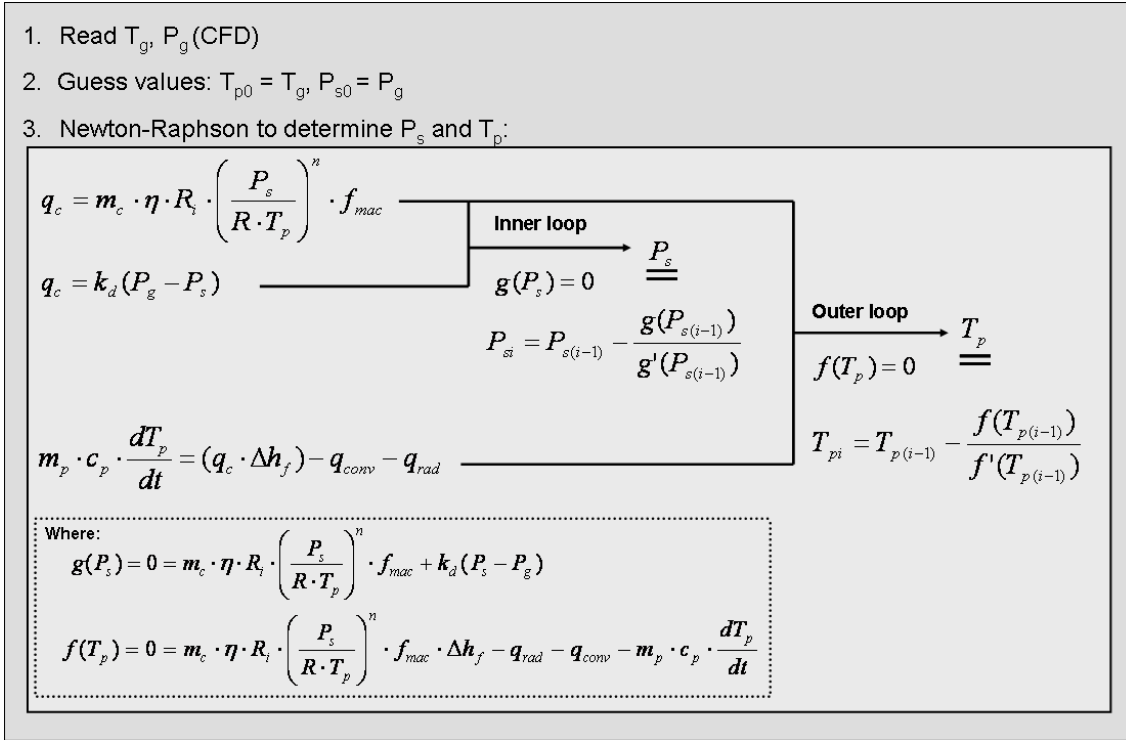 1. Read T_g, P_g (CFD)
2. Guess values: T_p0 = T_g, P_s0 = P_g
3. Newton-Raphson to determine P_s and T_p:
q_c = m_c · η · R_i · (P_s / (R · T_p))^n · f_mac
Inner loop
P_s
q_c = k_d (P_g − P_s)
g(P_s) = 0
Outer loop
T_p
P_si = P_s(i−1) − g(P_s(i−1)) / g'(P_s(i−1))
f(T_p) = 0
m_p · c_p · dT_p/dt = (q_c · Δh_f) − q_conv − q_rad
T_pi = T_p(i−1) − f(T_p(i−1)) / f'(T_p(i−1))
Where:
g(P_s) = 0 = m_c · η · R_i · (P_s / (R · T_p))^n · f_mac + k_d (P_s − P_g)
f(T_p) = 0 = m_c · η · R_i · (P_s / (R · T_p))^n · f_mac · Δh_f − q_rad − q_conv − m_p · c_p · dT_p/dt